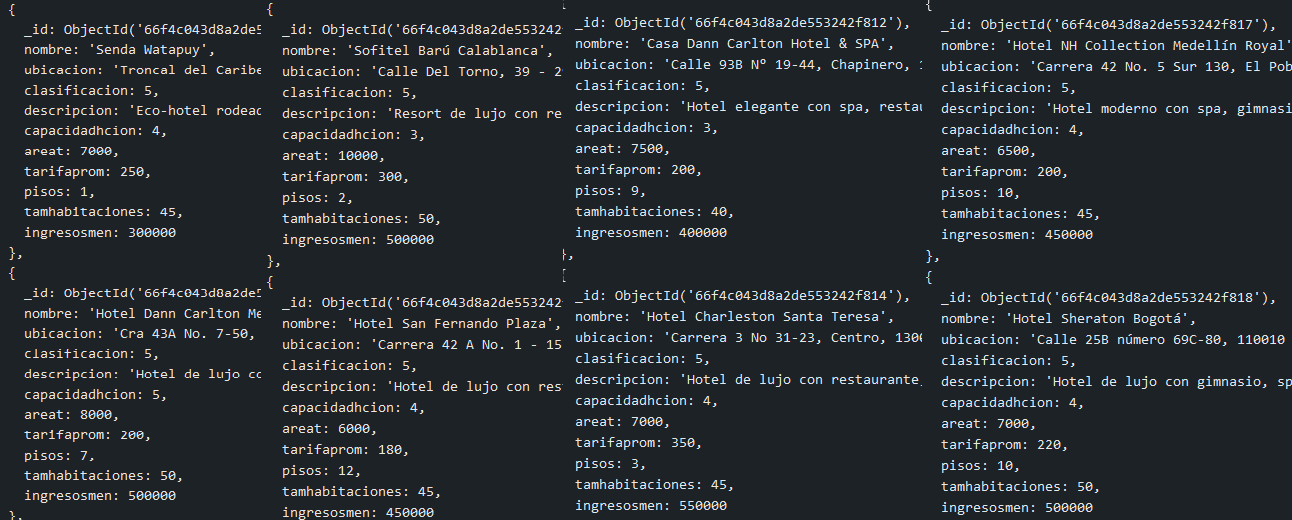 {
_id: ObjectId('66f4c043d8a2de5
nombre: 'Senda Watapuy',
ubicacion: 'Troncal del Caribe
clasificacion: 5,
descripcion: 'Eco-hotel rodead
capacidadhcion: 4,
areat: 7000,
tarifaprom: 250,
pisos: 1,
tamhabitaciones: 45,
ingresosmen: 300000
},
{
_id: ObjectId('66f4c043d8a2de5
nombre: 'Hotel Dann Carlton Me
ubicacion: 'Cra 43A No. 7-50,
clasificacion: 5,
descripcion: 'Hotel de lujo co
capacidadhcion: 5,
areat: 8000,
tarifaprom: 200,
pisos: 7,
tamhabitaciones: 50,
ingresosmen: 500000
},
{
_id: ObjectId('66f4c043d8a2de553242
nombre: 'Sofitel Barú Calablanca',
ubicacion: 'Calle Del Torno, 39 - 29
clasificacion: 5,
descripcion: 'Resort de lujo con re
capacidadhcion: 3,
areat: 10000,
tarifaprom: 300,
pisos: 2,
tamhabitaciones: 50,
ingresosmen: 500000
},
{
_id: ObjectId('66f4c043d8a2de553242
nombre: 'Hotel San Fernando Plaza',
ubicacion: 'Carrera 42 A No. 1 - 15
clasificacion: 5,
descripcion: 'Hotel de lujo con res
capacidadhcion: 4,
areat: 6000,
tarifaprom: 180,
pisos: 12,
tamhabitaciones: 45,
ingresosmen: 450000
_id: ObjectId('66f4c043d8a2de553242f812'),
nombre: 'Casa Dann Carlton Hotel & SPA',
ubicacion: 'Calle 93B Nº 19-44, Chapinero, 1
clasificacion: 5,
descripcion: 'Hotel elegante con spa, restau
capacidadhcion: 3,
areat: 7500,
tarifaprom: 200,
pisos: 9,
tamhabitaciones: 40,
ingresosmen: 400000
},
{
_id: ObjectId('66f4c043d8a2de553242f814'),
nombre: 'Hotel Charleston Santa Teresa',
ubicacion: 'Carrera 3 No 31-23, Centro, 1300
clasificacion: 5,
descripcion: 'Hotel de lujo con restaurante,
capacidadhcion: 4,
areat: 7000,
tarifaprom: 350,
pisos: 3,
tamhabitaciones: 45,
ingresosmen: 550000
{
_id: ObjectId('66f4c043d8a2de553242f817'),
nombre: 'Hotel NH Collection Medellín Royal'
ubicacion: 'Carrera 42 No. 5 Sur 130, El Pob
clasificacion: 5,
descripcion: 'Hotel moderno con spa, gimnasi
capacidadhcion: 4,
areat: 6500,
tarifaprom: 200,
pisos: 10,
tamhabitaciones: 45,
ingresosmen: 450000
},
{
_id: ObjectId('66f4c043d8a2de553242f818'),
nombre: 'Hotel Sheraton Bogotá',
ubicacion: 'Calle 25B número 69C-80, 110010
clasificacion: 5,
descripcion: 'Hotel de lujo con gimnasio, sp
capacidadhcion: 4,
areat: 7000,
tarifaprom: 220,
pisos: 10,
tamhabitaciones: 50,
ingresosmen: 500000